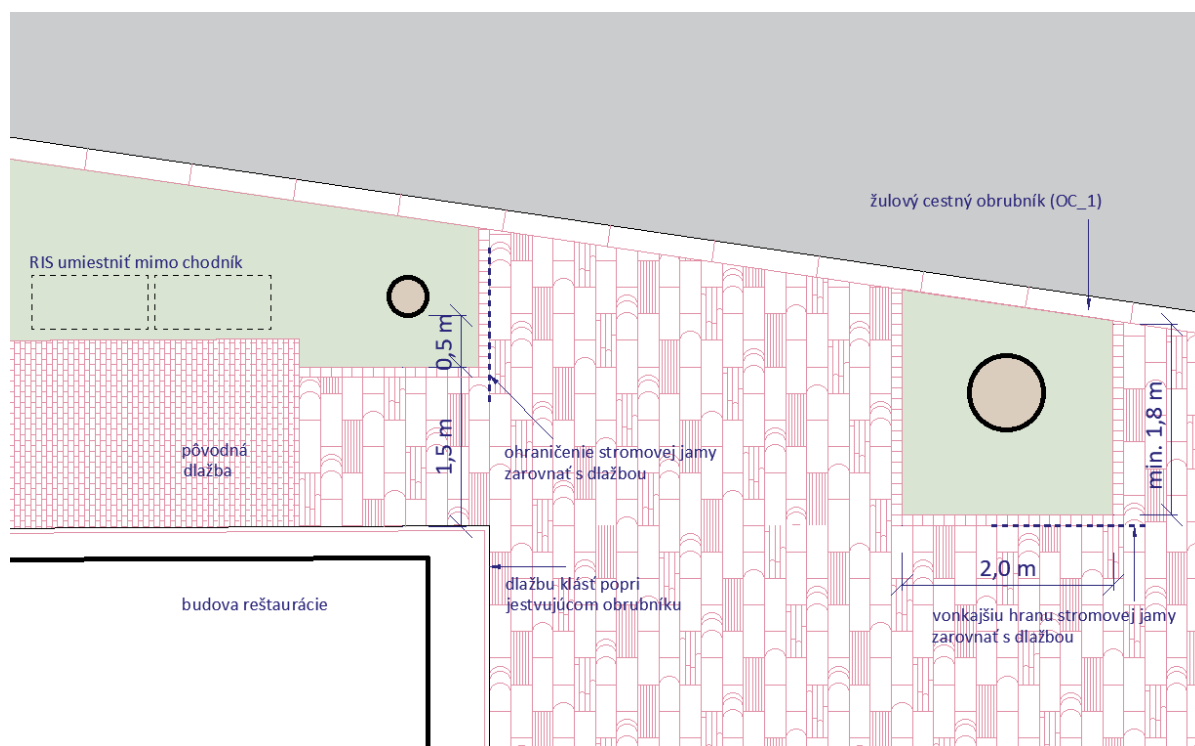 žulový cestný obrubník (OC_1)
RIS umiestniť mimo chodník
0,5 m
1,5 m
min. 1,8 m
pôvodná
dlažba
ohraničenie stromovej jamy
zarovnať s dlažbou
2,0 m
dlažbu klásť popri
jestvujúcom obrubníku
budova reštaurácie
vonkajšiu hranu stromovej jamy
zarovnať s dlažbou